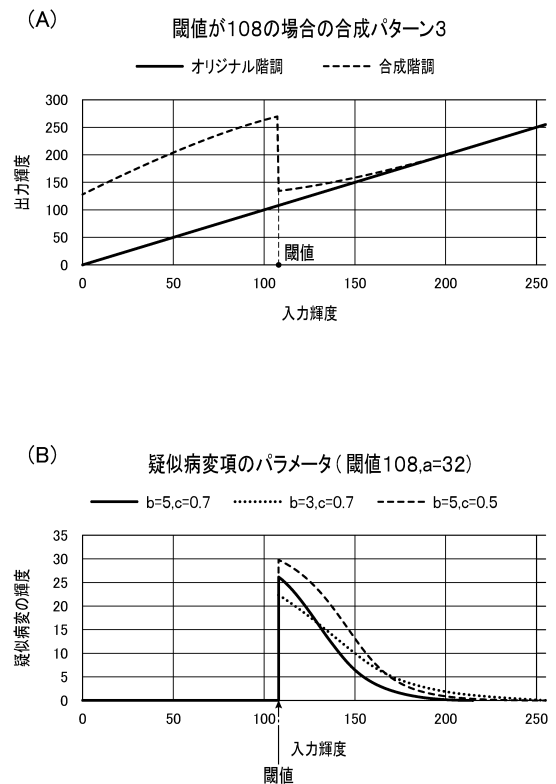 (A)
閾値が108の場合の合成パターン3
オリジナル階調 合成階調
300
250
200
150
100
50
0
出力輝度
閾値
0 50 100 150 200 250
入力輝度
(B)
疑似病変項のパラメータ( 閾値108,a=32)
b=5,c=0.7 b=3,c=0.7 b=5,c=0.5
35
30
25
20
15
10
5
0
疑似病変の輝度
0 50 100 150 200 250
入力輝度
閾値